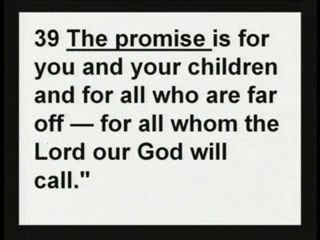 39 The promise is for
you and your children
and for all who are far
off — for all whom the
Lord our God will
call."